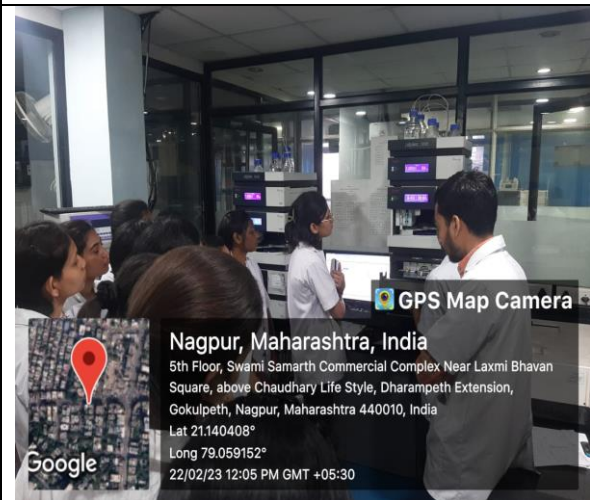 GPS Map Camera
Nagpur, Maharashtra, India
5th Floor, Swami Samarth Commercial Complex Near Laxmi Bhavan
Square, above Chaudhary Life Style, Dharampeth Extension,
Gokulpeth, Nagpur, Maharashtra 440010, India
Lat 21.140408°
Long 79.059152°
22/02/23 12:05 PM GMT +05:30
Google